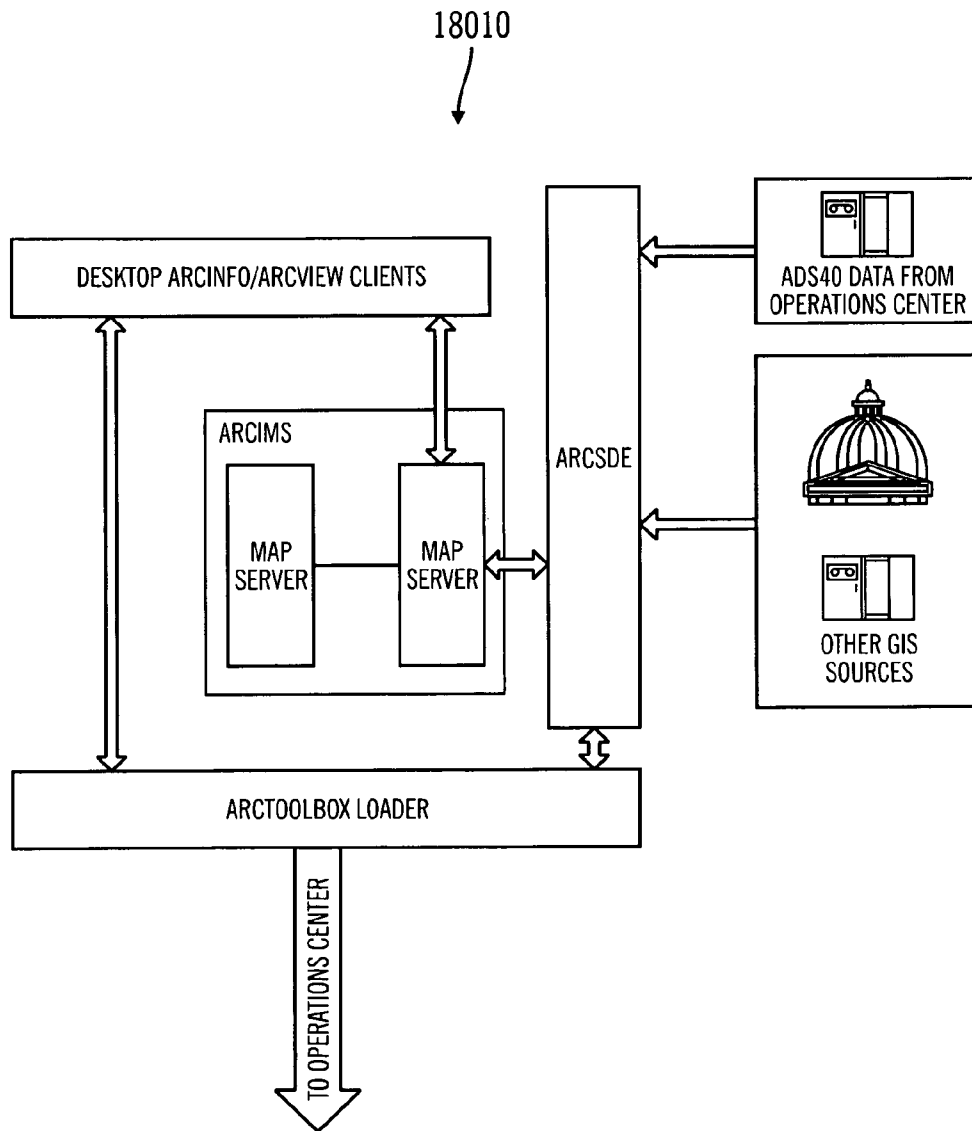 18010
DESKTOP ARCINFO/ARCVIEW CLIENTS
ADS40 DATA FROM
OPERATIONS CENTER
ARCIMS
MAP
SERVER
MAP
SERVER
ARCSDE
OTHER GIS
SOURCES
ARCTOOLBOX LOADER
TO OPERATIONS CENTER